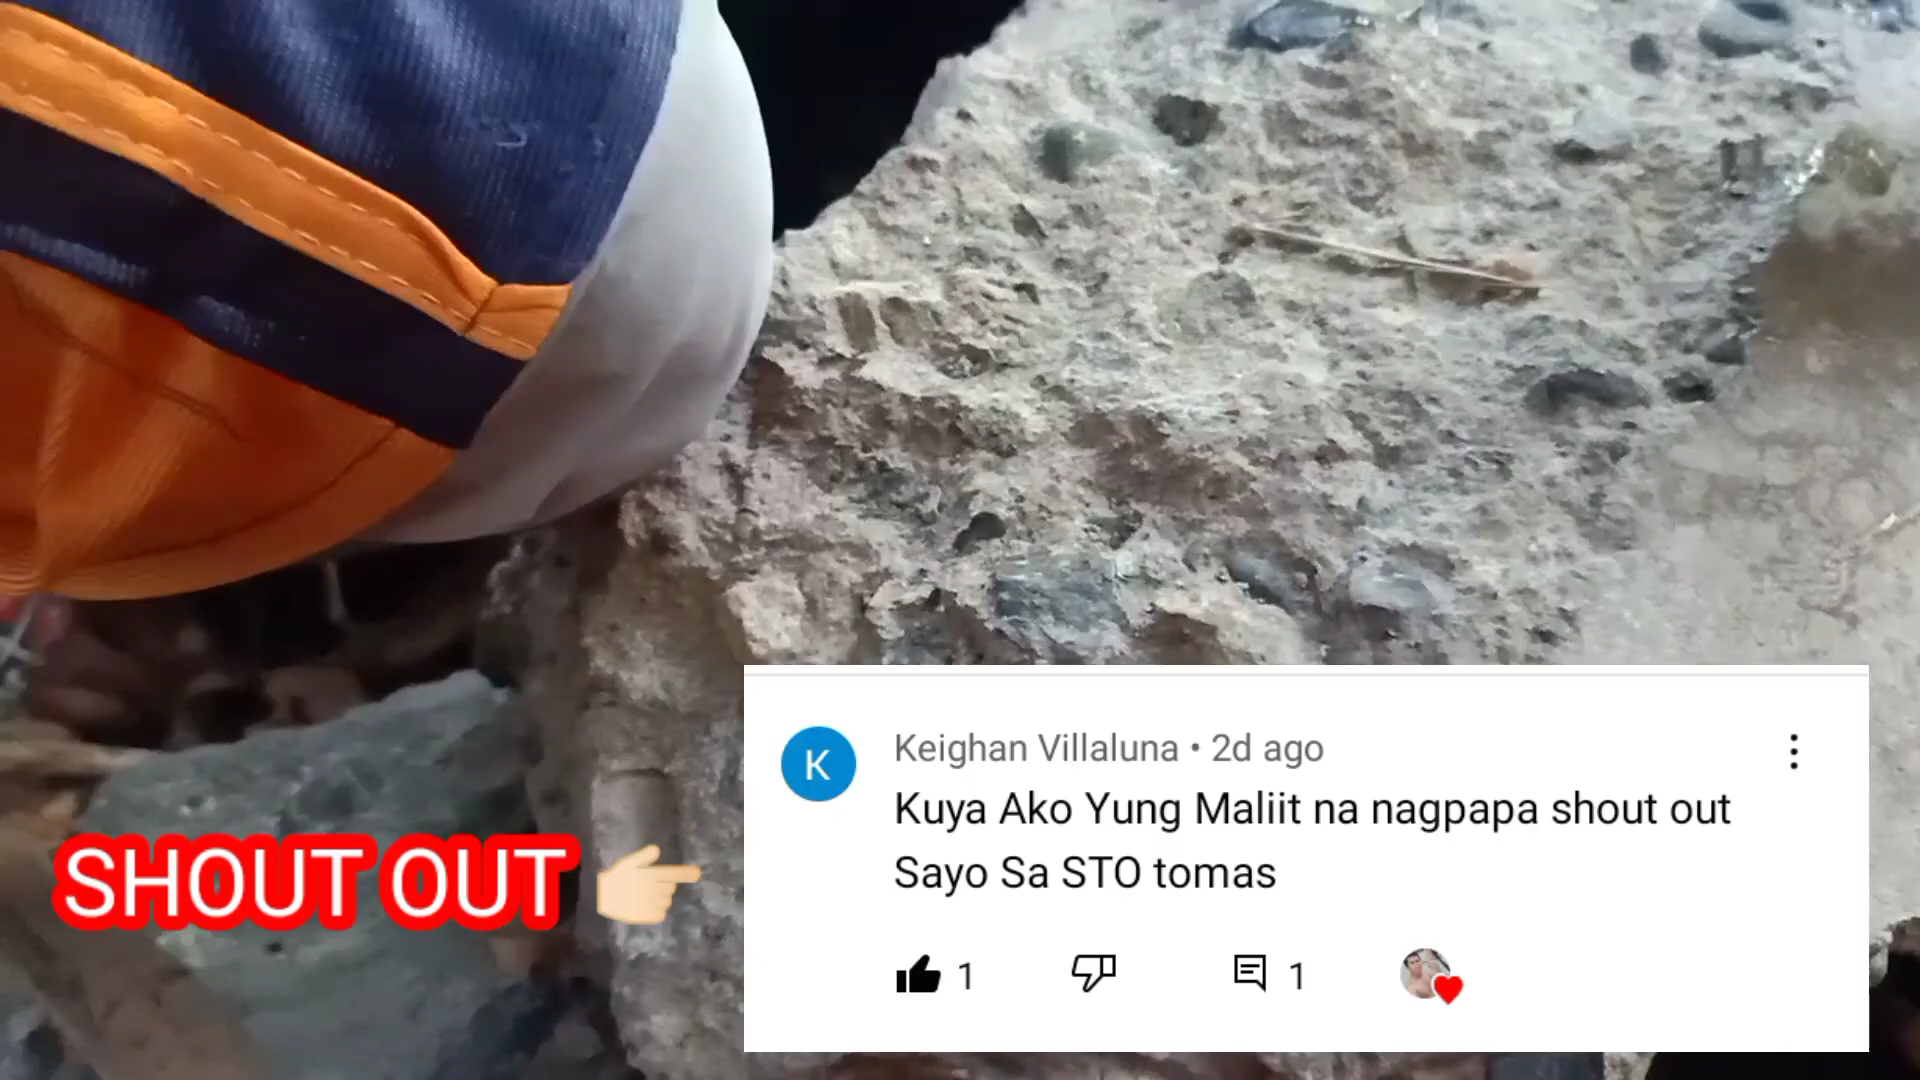 SHOUT OUT 👉🏻
K
Keighan Villaluna • 2d ago
Kuya Ako Yung Maliit na nagpapa shout out
Sayo Sa STO tomas
1
1